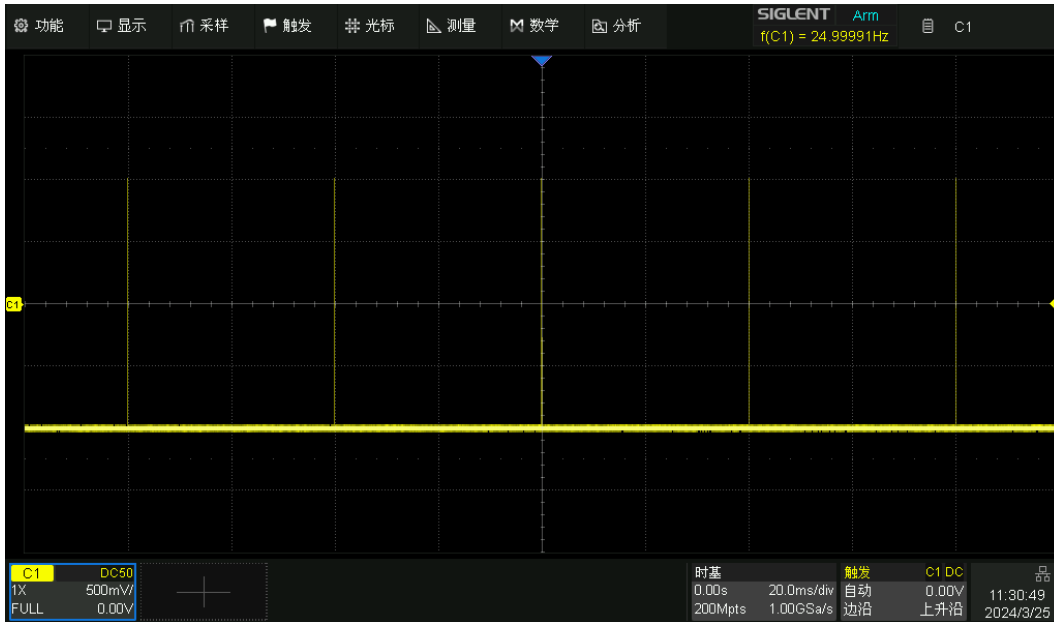 功能 显示 采样 触发 光标 测量 数学 分析 SIGLENT Arm C1
f(C1) = 24.99991Hz
C1
C1 DC50
1X 500mV/
FULL 0.00V
时基
0.00s 20.0ms/div
200Mpts 1.00GSa/s
触发 C1 DC
自动 0.00V
边沿 上升沿
11:30:49
2024/3/25